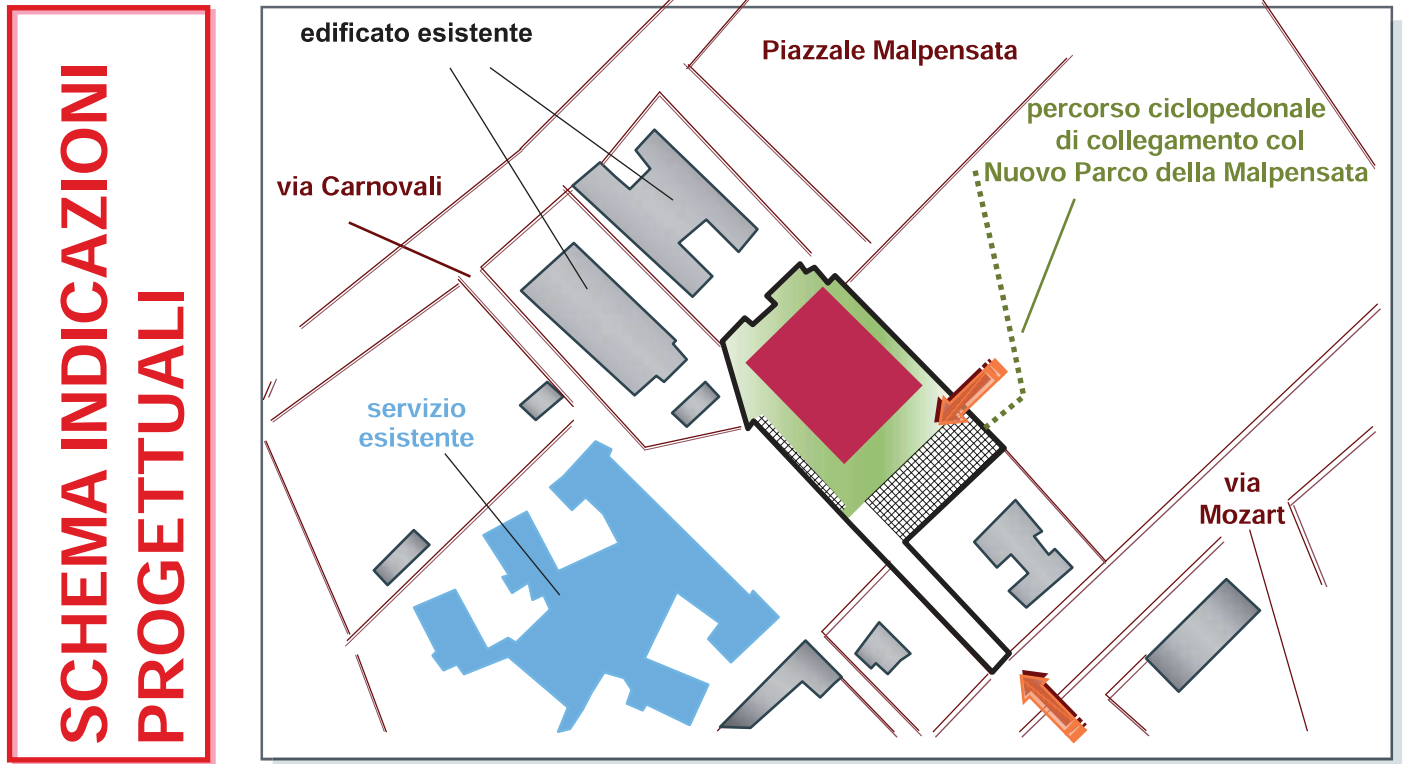 SCHEMA INDICAZIONI
PROGETTUALI
edificato esistente
Piazzale Malpensata
percorso ciclopedonale
di collegamento col
Nuovo Parco della Malpensata
via Carnovali
servizio
esistente
via
Mozart